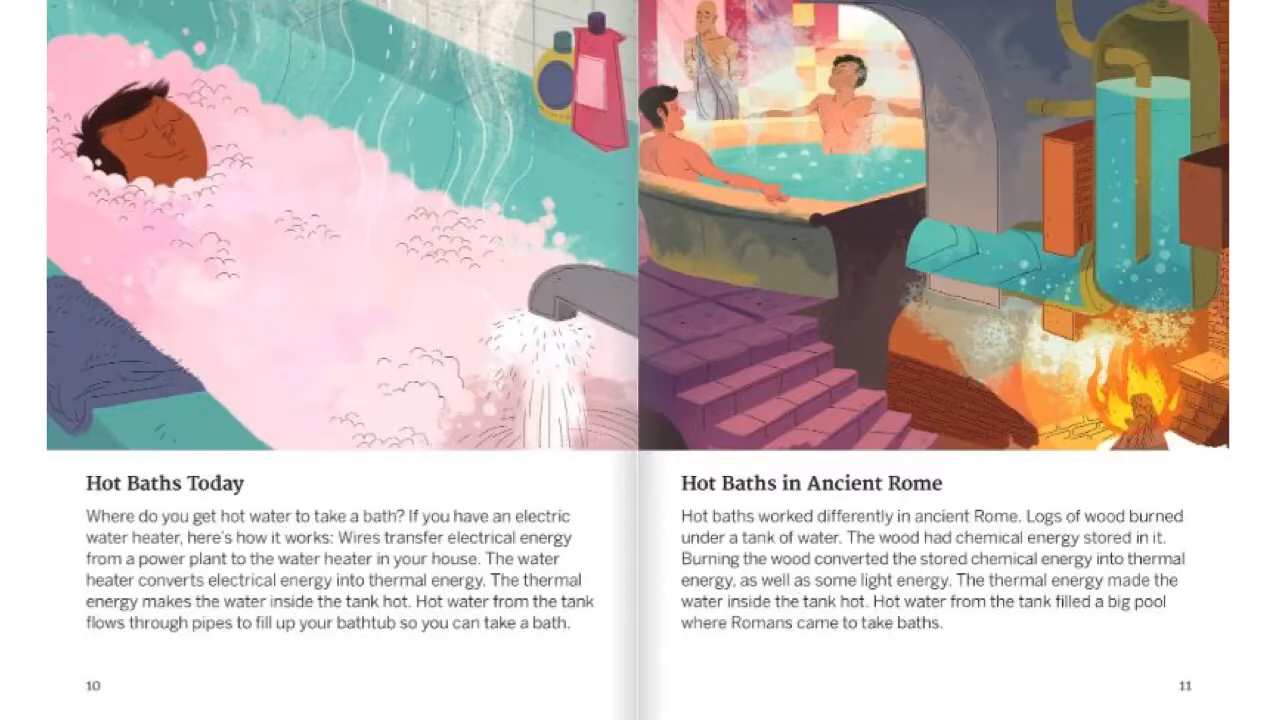 Hot Baths Today
Where do you get hot water to take a bath? If you have an electric
water heater, here's how it works: Wires transfer electrical energy
from a power plant to the water heater in your house. The water
heater converts electrical energy into thermal energy. The thermal
energy makes the water inside the tank hot. Hot water from the tank
flows through pipes to fill up your bathtub so you can take a bath.
10
Hot Baths in Ancient Rome
Hot baths worked differently in ancient Rome. Logs of wood burned
under a tank of water. The wood had chemical energy stored in it.
Burning the wood converted the stored chemical energy into thermal
energy, as well as some light energy. The thermal energy made the
water inside the tank hot. Hot water from the tank filled a big pool
where Romans came to take baths.
11